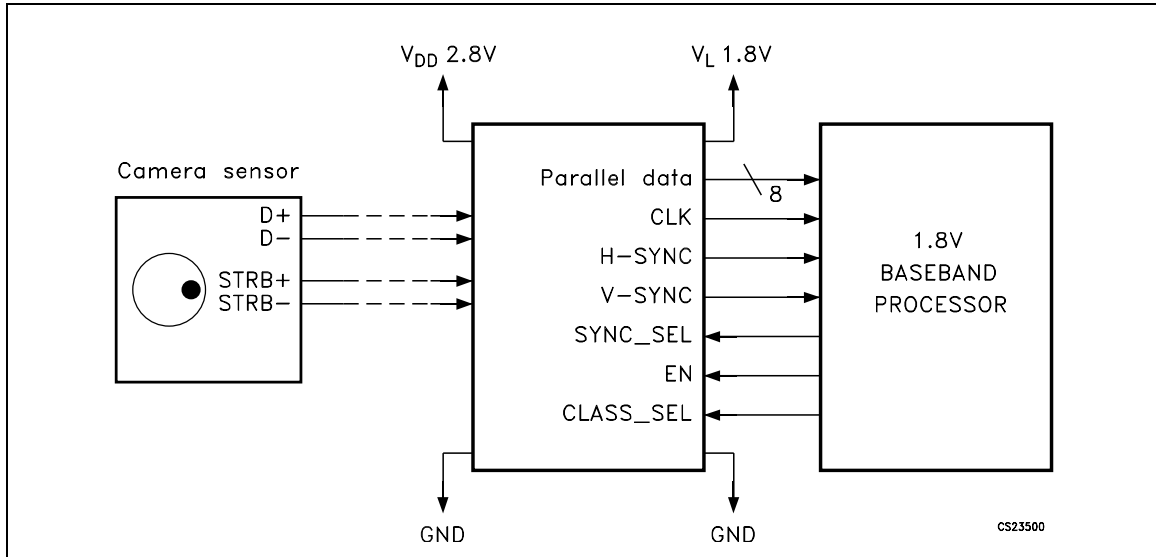 V_DD 2.8V
V_L 1.8V
Camera sensor
D+
D-
STRB+
STRB-
Parallel data
8
CLK
H-SYNC
V-SYNC
SYNC_SEL
EN
CLASS_SEL
1.8V
BASEBAND
PROCESSOR
GND
GND
CS23500